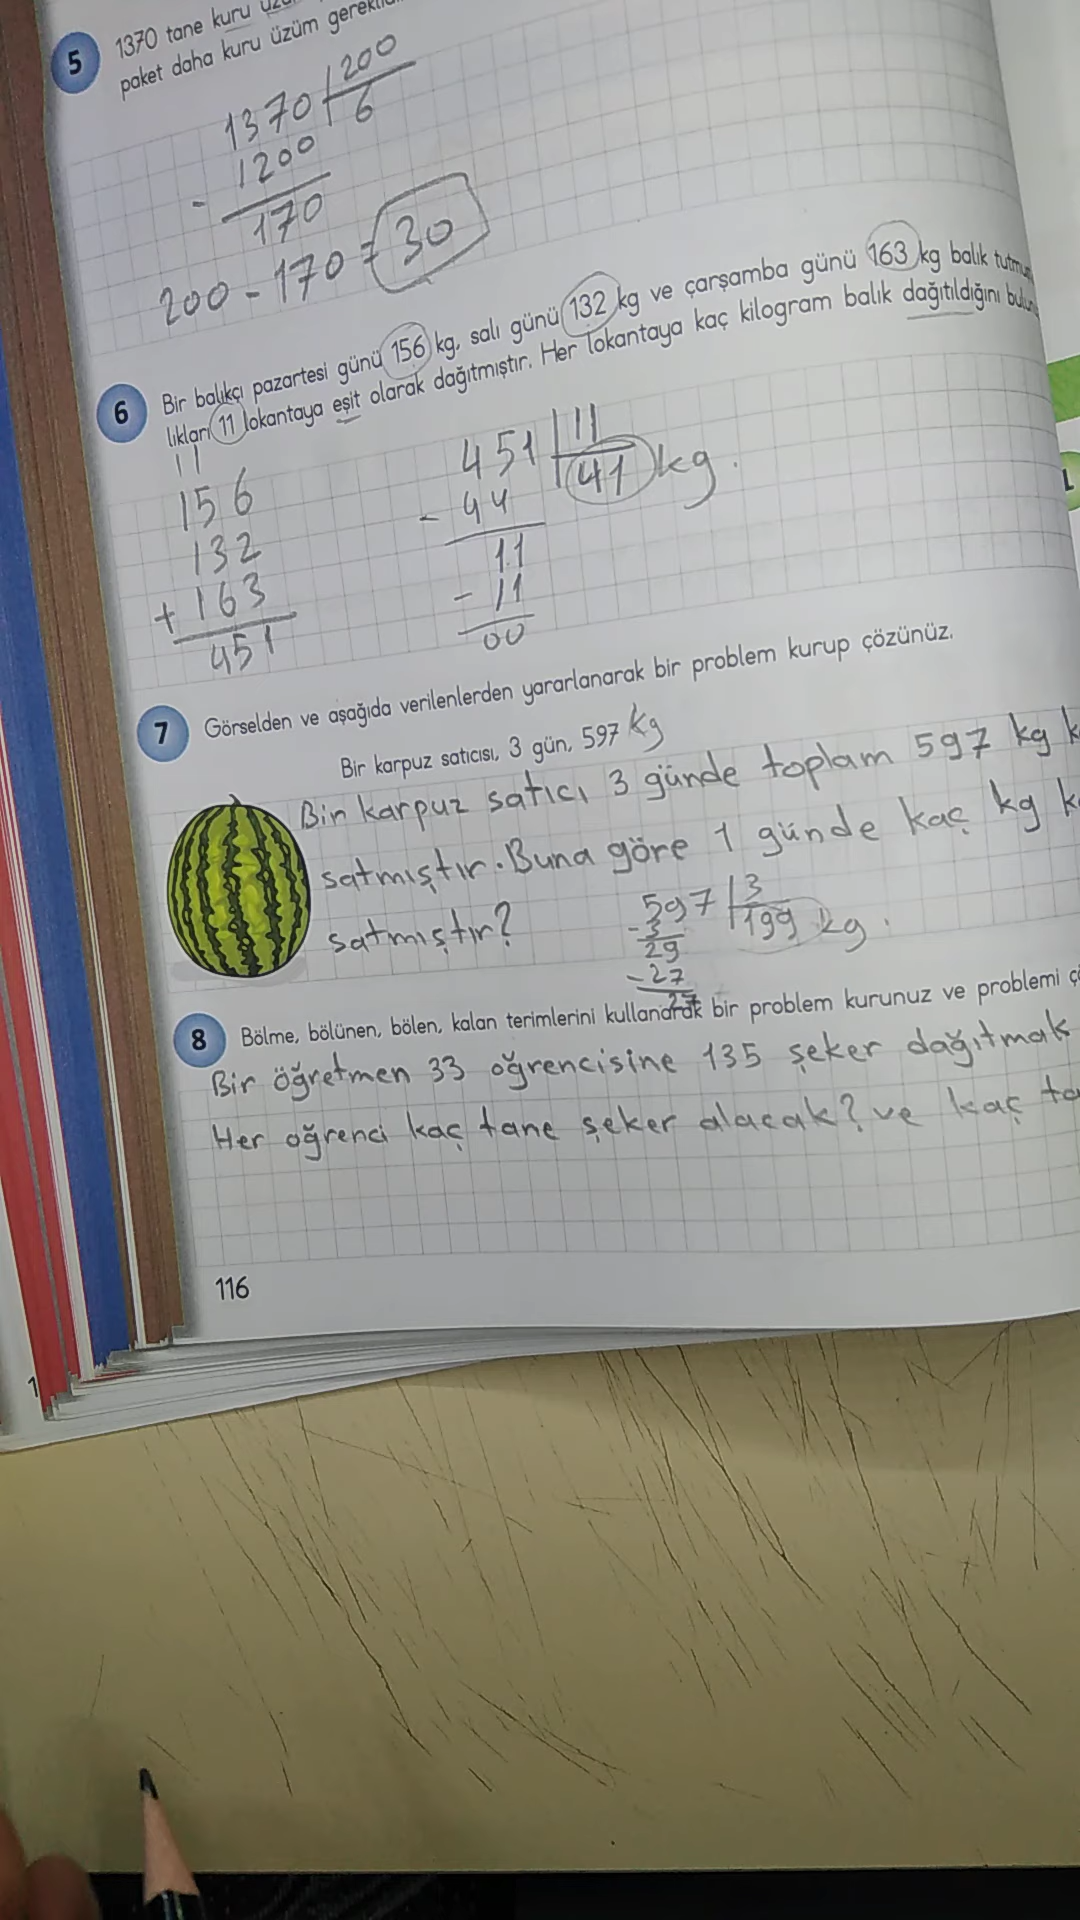 5
1370 tane kuru
paket daha kuru üzüm
1370 200
6
- 1200
170
200 - 170 = 30
6
Bir balıkçı pazartesi günü 156 kg, salı günü 132 kg ve çarşamba günü 163 kg balık
lıkları 11 lokantaya eşit olarak dağıtmıştır. Her lokantaya kaç kilogram balık dağıtıldığını
11
156
132
+ 163
451
451 11
- 44 41 kg.
11
- 11
00
7
Görselden ve aşağıda verilenlerden yararlanarak bir problem kurup çözünüz.
Bir karpuz satıcısı, 3 gün, 597 kg
Bir karpuz satıcı 3 günde toplam 597 kg
satmıştır. Buna göre 1 günde kaç kg
satmıştır?
597 3
- 3 199 kg.
29
- 27
27
8
Bölme, bölünen, bölen, kalan terimlerini kullanarak bir problem kurunuz ve problemi
Bir öğretmen 33 öğrencisine 135 şeker dağıtmak
Her öğrenci kaç tane şeker alacak? ve kaç
116
1